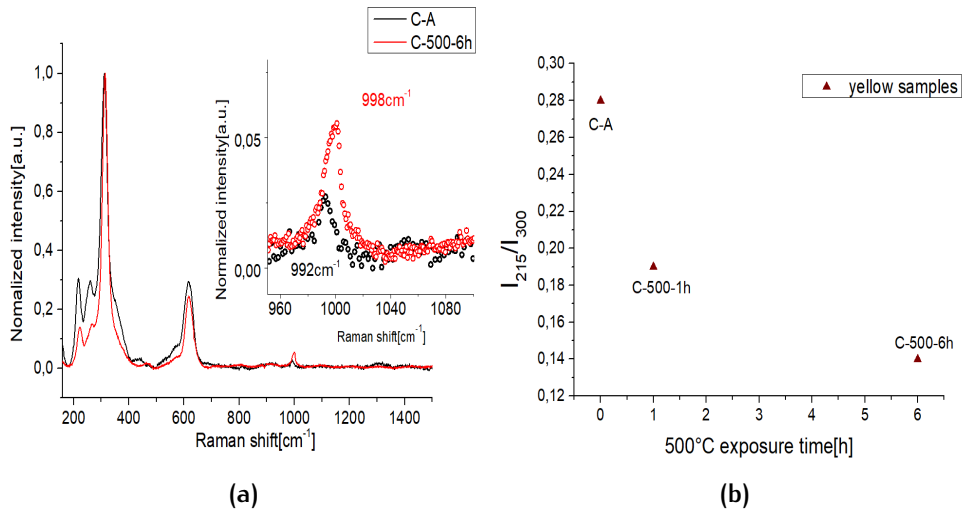 C-A
C-500-6h
Normalized intensity[a.u.]
1,0
0,8
0,6
0,4
0,2
0,0
200 400 600 800 1000 1200 1400
Raman shift[cm-1]
Normalized intensity[a.u.]
0,05
0,00
998cm-1
992cm-1
960 1000 1040 1080
Raman shift[cm-1]
(a)
I215/I300
0,30
0,28
0,26
0,24
0,22
0,20
0,18
0,16
0,14
0,12
yellow samples
C-A
C-500-1h
C-500-6h
0 1 2 3 4 5 6
500°C exposure time[h]
(b)